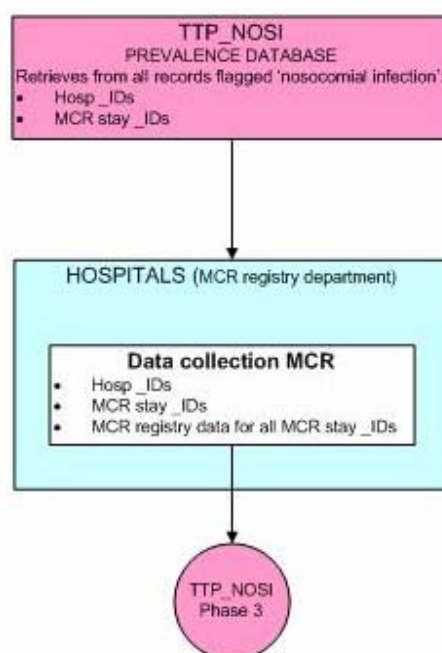 TTP_NOSI
PREVALENCE DATABASE
Retrieves from all records flagged 'nosocomial infection':
• Hosp _IDs
• MCR stay _IDs
HOSPITALS (MCR registry department)
Data collection MCR
• Hosp _IDs
• MCR stay _IDs
• MCR registry data for all MCR stay _IDs
TTP_NOSI
Phase 3